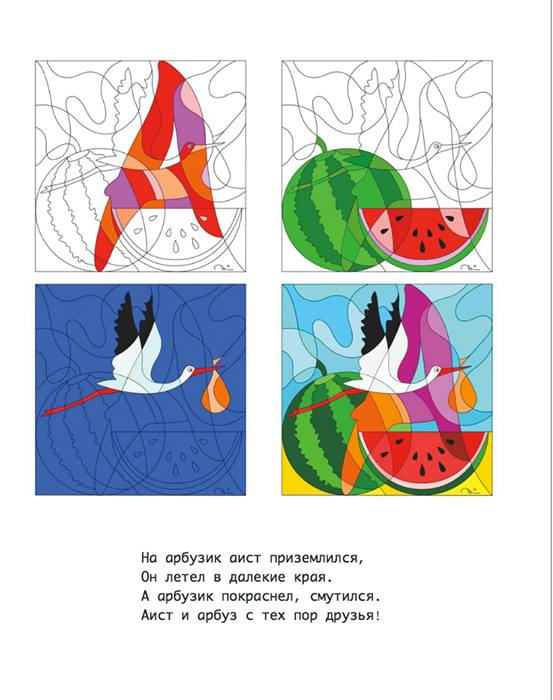 На арбузик аист приземлился,
Он летел в далекие края.
А арбузик покраснел, смутился.
Аист и арбуз с тех пор друзья!